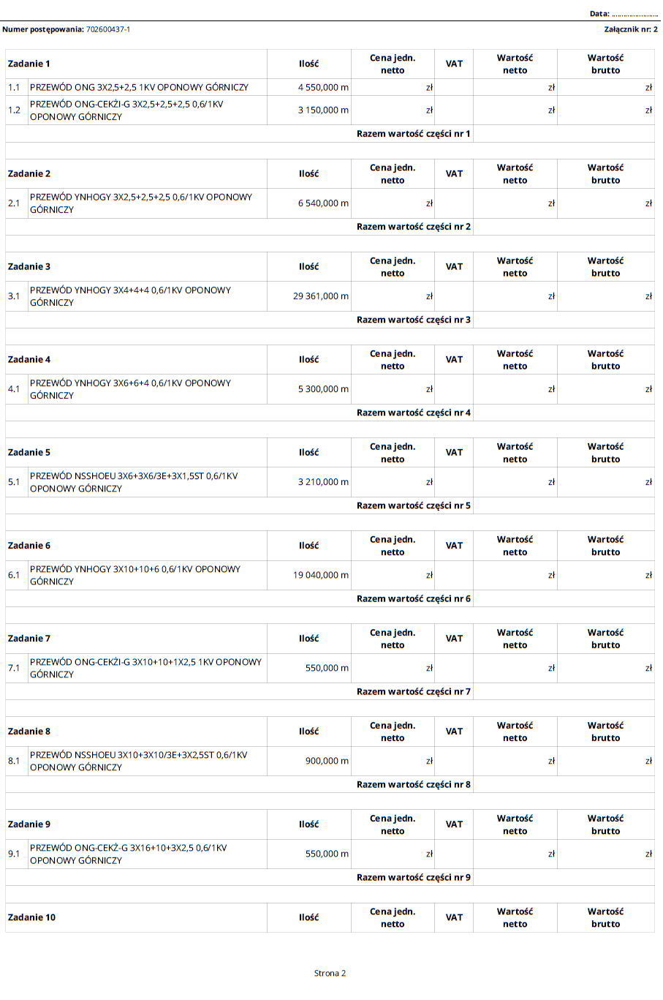 Data: ........................
Numer postępowania: 702600437-1 Załącznik nr: 2
Zadanie 1 Ilość Cena jedn. netto VAT Wartość netto Wartość brutto
1.1 PRZEWÓD ONG 3X2,5+2,5 1KV OPONOWY GÓRNICZY 4 550,000 m zł zł zł
1.2 PRZEWÓD ONG-CEKŻI-G 3X2,5+2,5+2,5 0,6/1KV
OPONOWY GÓRNICZY 3 150,000 m zł zł zł
Razem wartość części nr 1
Zadanie 2 Ilość Cena jedn. netto VAT Wartość netto Wartość brutto
2.1 PRZEWÓD YNHOGY 3X2,5+2,5+2,5 0,6/1KV OPONOWY
GÓRNICZY 6 540,000 m zł zł zł
Razem wartość części nr 2
Zadanie 3 Ilość Cena jedn. netto VAT Wartość netto Wartość brutto
3.1 PRZEWÓD YNHOGY 3X4+4+4 0,6/1KV OPONOWY
GÓRNICZY 29 361,000 m zł zł zł
Razem wartość części nr 3
Zadanie 4 Ilość Cena jedn. netto VAT Wartość netto Wartość brutto
4.1 PRZEWÓD YNHOGY 3X6+6+4 0,6/1KV OPONOWY
GÓRNICZY 5 300,000 m zł zł zł
Razem wartość części nr 4
Zadanie 5 Ilość Cena jedn. netto VAT Wartość netto Wartość brutto
5.1 PRZEWÓD NSSHOEU 3X6+3X6/3E+3X1,5ST 0,6/1KV
OPONOWY GÓRNICZY 3 210,000 m zł zł zł
Razem wartość części nr 5
Zadanie 6 Ilość Cena jedn. netto VAT Wartość netto Wartość brutto
6.1 PRZEWÓD YNHOGY 3X10+10+6 0,6/1KV OPONOWY
GÓRNICZY 19 040,000 m zł zł zł
Razem wartość części nr 6
Zadanie 7 Ilość Cena jedn. netto VAT Wartość netto Wartość brutto
7.1 PRZEWÓD ONG-CEKŻI-G 3X10+10+1X2,5 1KV OPONOWY
GÓRNICZY 550,000 m zł zł zł
Razem wartość części nr 7
Zadanie 8 Ilość Cena jedn. netto VAT Wartość netto Wartość brutto
8.1 PRZEWÓD NSSHOEU 3X10+3X10/3E+3X2,5ST 0,6/1KV
OPONOWY GÓRNICZY 900,000 m zł zł zł
Razem wartość części nr 8
Zadanie 9 Ilość Cena jedn. netto VAT Wartość netto Wartość brutto
9.1 PRZEWÓD ONG-CEKŻ-G 3X16+10+3X2,5 0,6/1KV
OPONOWY GÓRNICZY 550,000 m zł zł zł
Razem wartość części nr 9
Zadanie 10 Ilość Cena jedn. netto VAT Wartość netto Wartość brutto
Strona 2